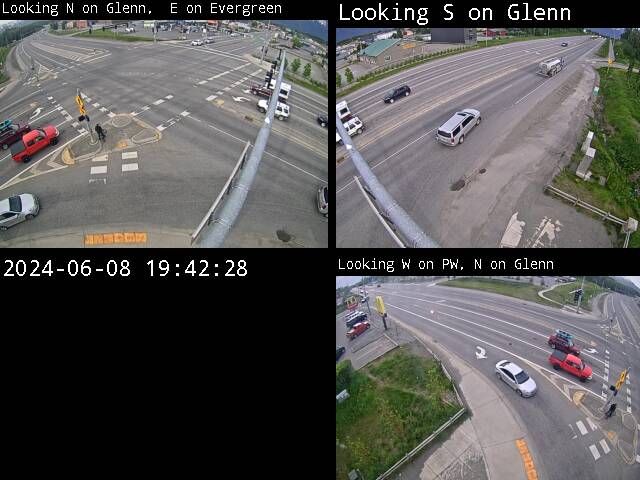 Looking N on Glenn,  E on Evergreen
Looking S on Glenn
2024-06-08 19:42:28
Looking W on PW, N on Glenn